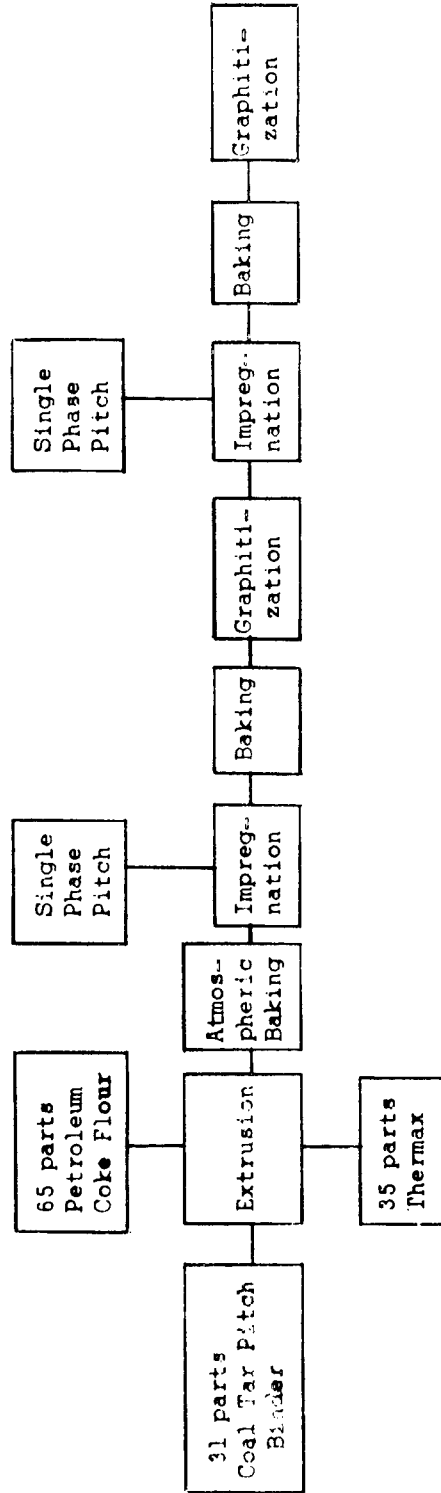 31 parts
Coal Tar Pitch
Binder
65 parts
Petroleum
Coke Flour
Extrusion
35 parts
Thermax
Atmos-
pheric
Baking
Single
Phase
Pitch
Impreg-
nation
Baking
Graphiti-
zation
Single
Phase
Pitch
Impreg-
nation
Baking
Graphiti-
zation